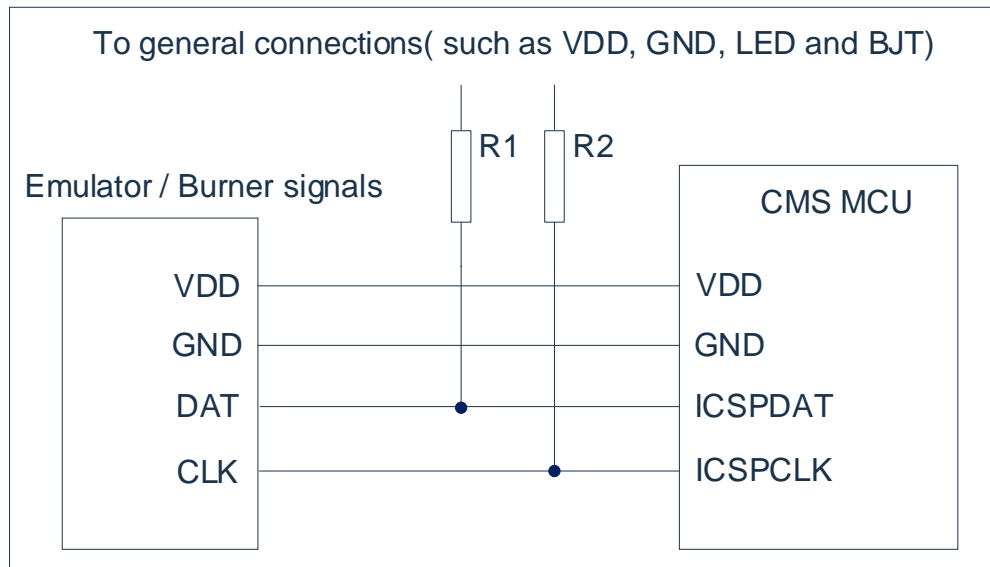 To general connections( such as VDD, GND, LED and BJT)
R1
R2
Emulator / Burner signals
CMS MCU
VDD
VDD
GND
GND
DAT
ICSPDAT
CLK
ICSPCLK